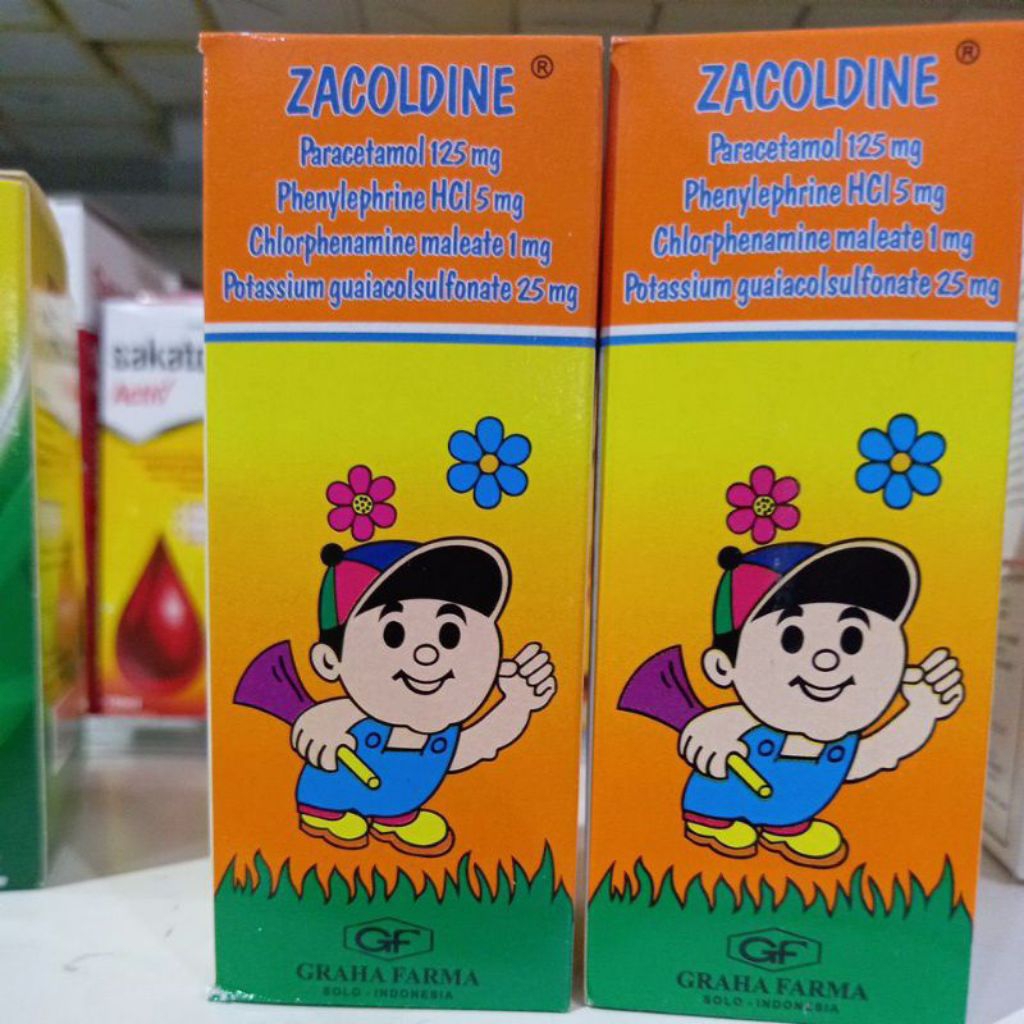 ZACOLDINE ®
Paracetamol 125 mg
Phenylephrine HCl 5 mg
Chlorphenamine maleate 1 mg
Potassium guaiacolsulfonate 25 mg
GF
GRAHA FARMA
SOLO - INDONESIA
ZACOLDINE ®
Paracetamol 125 mg
Phenylephrine HCl 5 mg
Chlorphenamine maleate 1 mg
Potassium guaiacolsulfonate 25 mg
GF
GRAHA FARMA
SOLO - INDONESIA